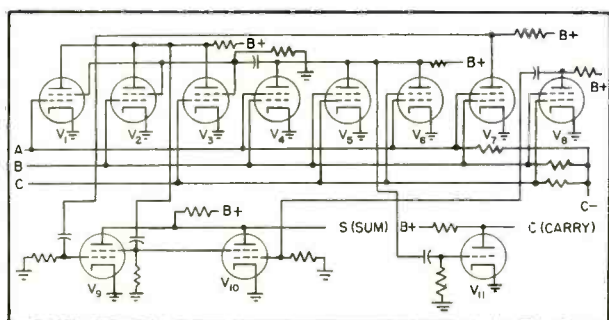 B+ B+
B+ B+
V1 V2 V3 V4 V5 V6 V7 V8
A
B
C
C-
B+ S (SUM) B+ C (CARRY)
V9 V10 V11